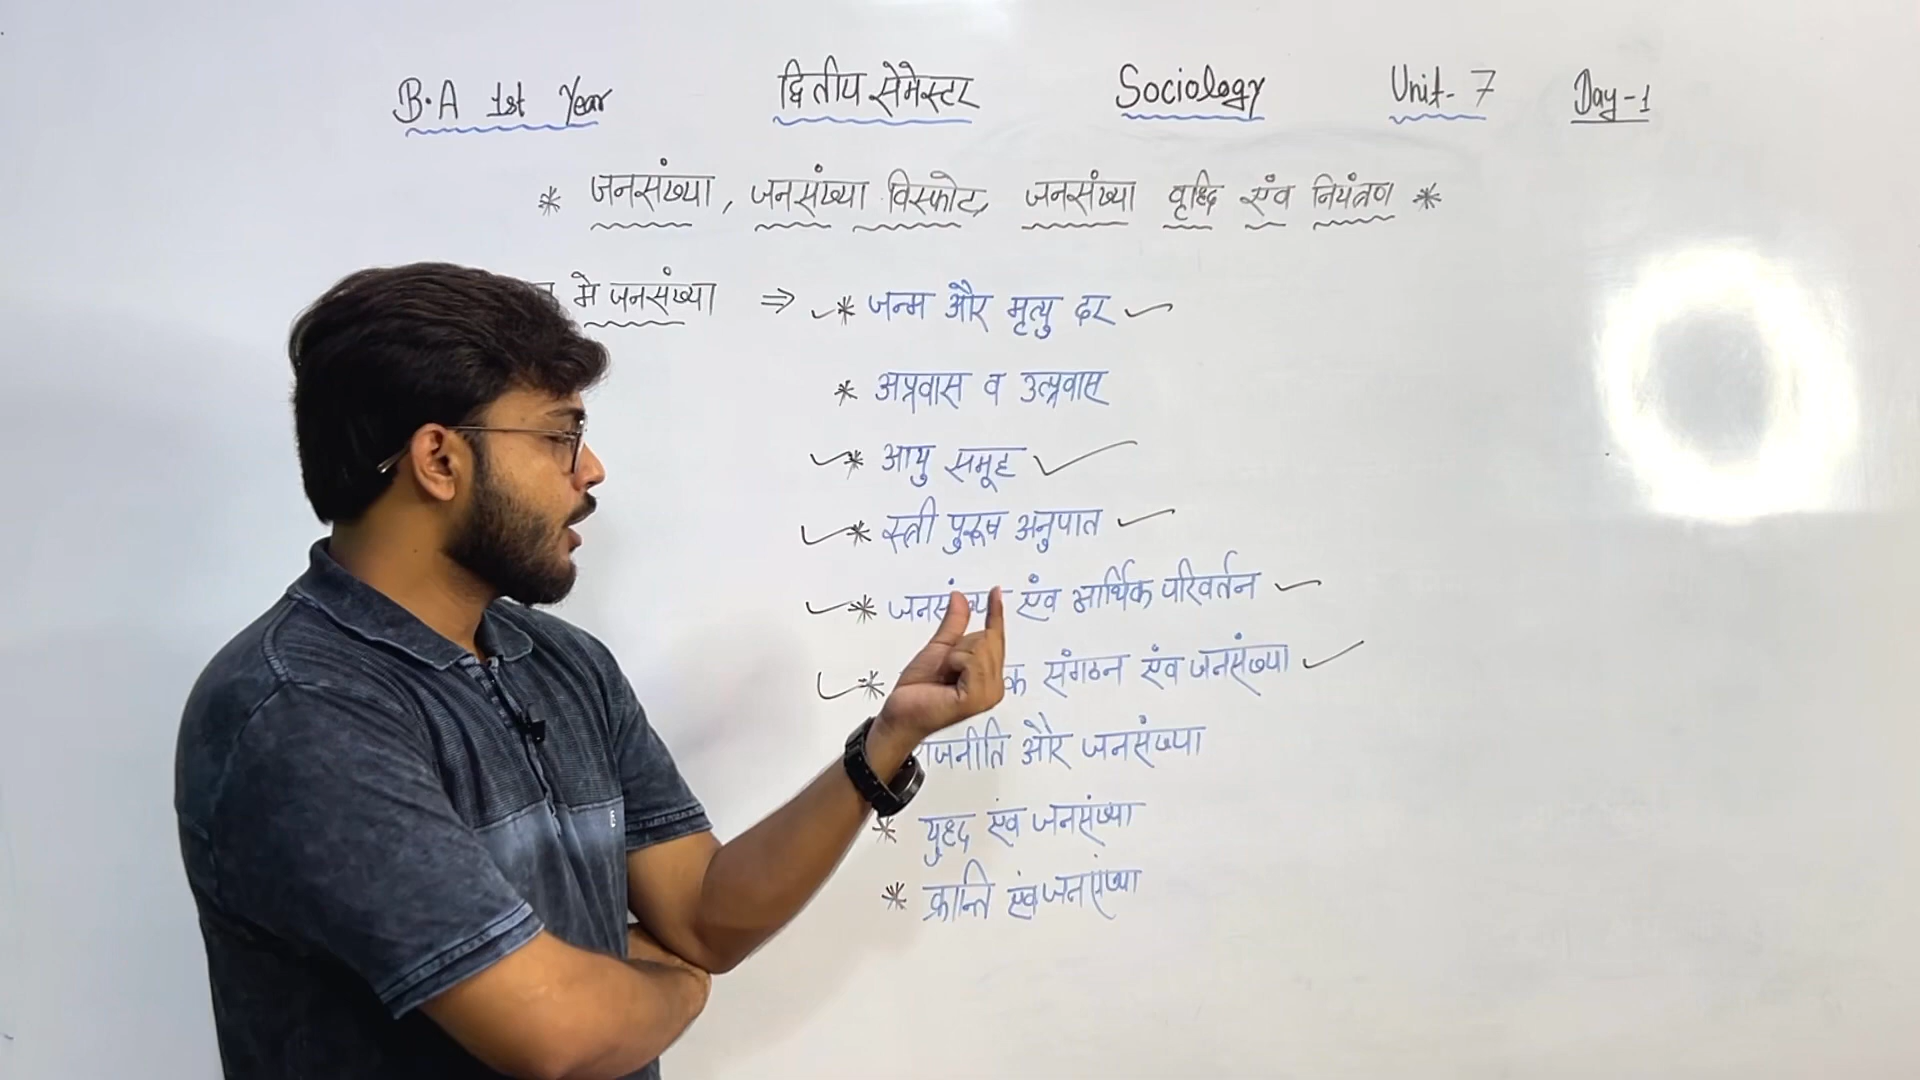 B.A 1st Year द्वितीय सेमेस्टर Sociology Unit-7 Day-1
* जनसंख्या, जनसंख्या विस्फोट, जनसंख्या वृद्धि एंव नियंत्रण *
मे जनसंख्या ⇒ * जन्म और मृत्यु दर
* अप्रवास व उत्प्रवास
* आयु समूह
* स्त्री पुरूष अनुपात
* जनसंख्या एंव आर्थिक परिवर्तन
* क संगठन एंव जनसंख्या
राजनीति और जनसंख्या
* युद्ध एंव जनसंख्या
* क्रान्ति एंव जनसंख्या